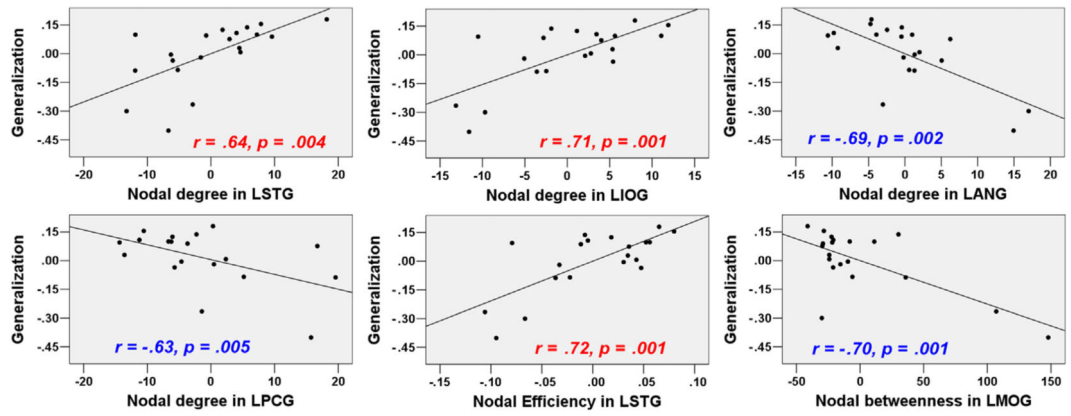 Generalization
.15
.00
-.15
-.30
-.45
r = .64, p = .004
-20 -10 0 10 20
Nodal degree in LSTG
Generalization
.15
.00
-.15
-.30
-.45
r = .71, p = .001
-15 -10 -5 0 5 10 15
Nodal degree in LIOG
Generalization
.15
.00
-.15
-.30
-.45
r = -.69, p = .002
-15 -10 -5 0 5 10 15 20
Nodal degree in LANG
Generalization
.15
.00
-.15
-.30
-.45
r = -.63, p = .005
-20 -10 0 10 20
Nodal degree in LPCG
Generalization
.15
.00
-.15
-.30
-.45
r = .72, p = .001
-.15 -.10 -.05 .00 .05 .10
Nodal Efficiency in LSTG
Generalization
.15
.00
-.15
-.30
-.45
r = -.70, p = .001
-50 0 50 100 150
Nodal betweenness in LMOG